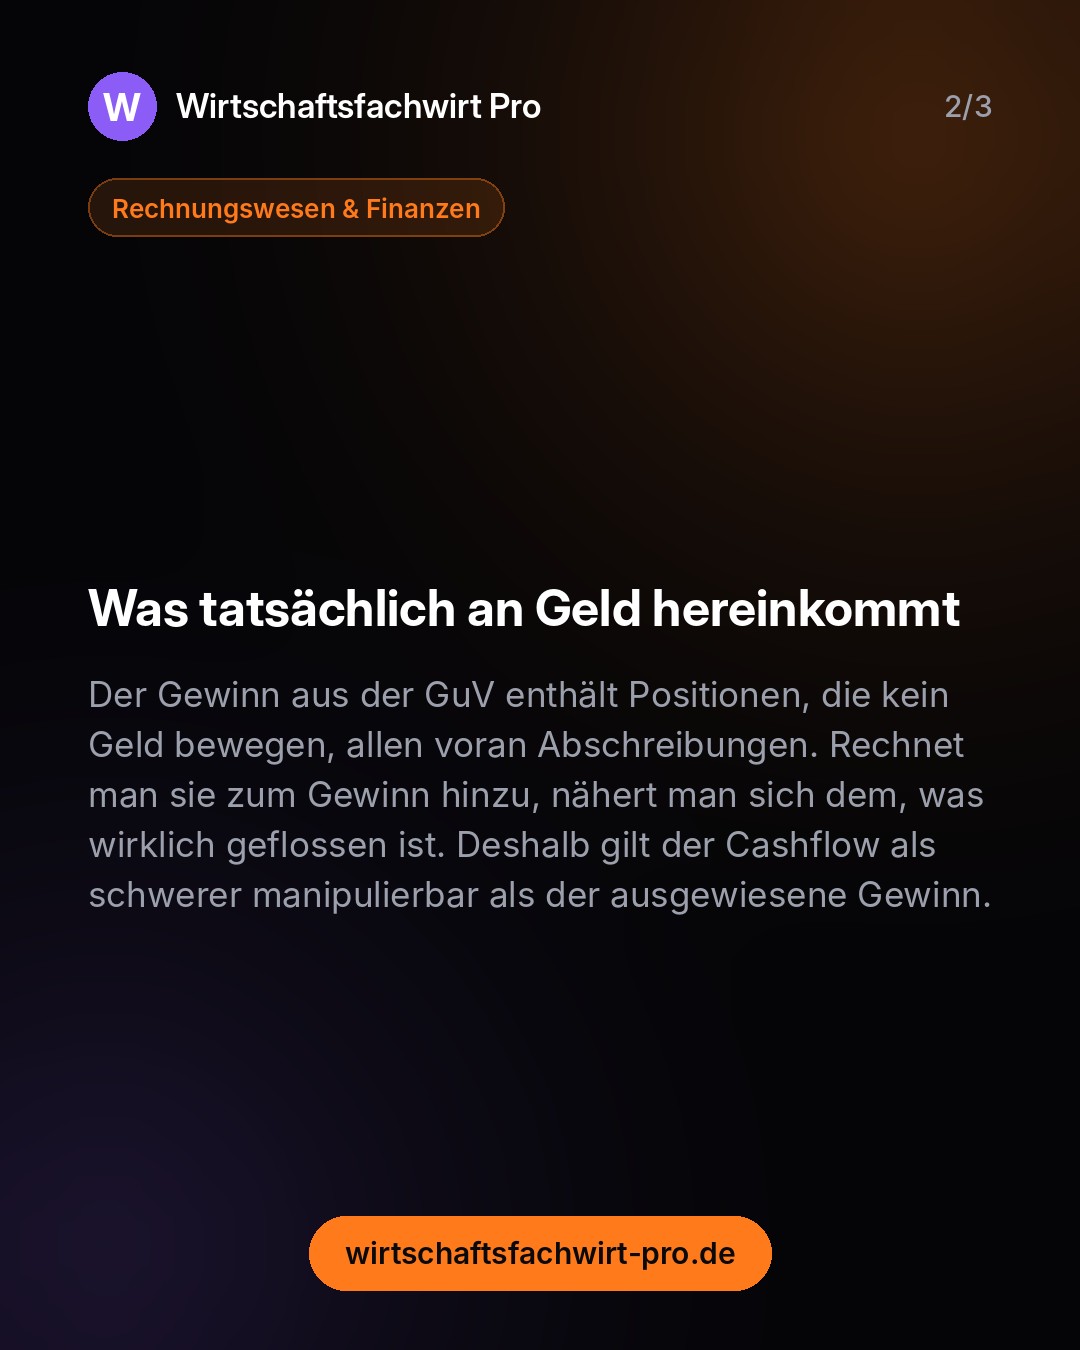 W Wirtschaftsfachwirt Pro 2/3
Rechnungswesen & Finanzen
Was tatsächlich an Geld hereinkommt
Der Gewinn aus der GuV enthält Positionen, die kein
Geld bewegen, allen voran Abschreibungen. Rechnet
man sie zum Gewinn hinzu, nähert man sich dem, was
wirklich geflossen ist. Deshalb gilt der Cashflow als
schwerer manipulierbar als der ausgewiesene Gewinn.
wirtschaftsfachwirt-pro.de